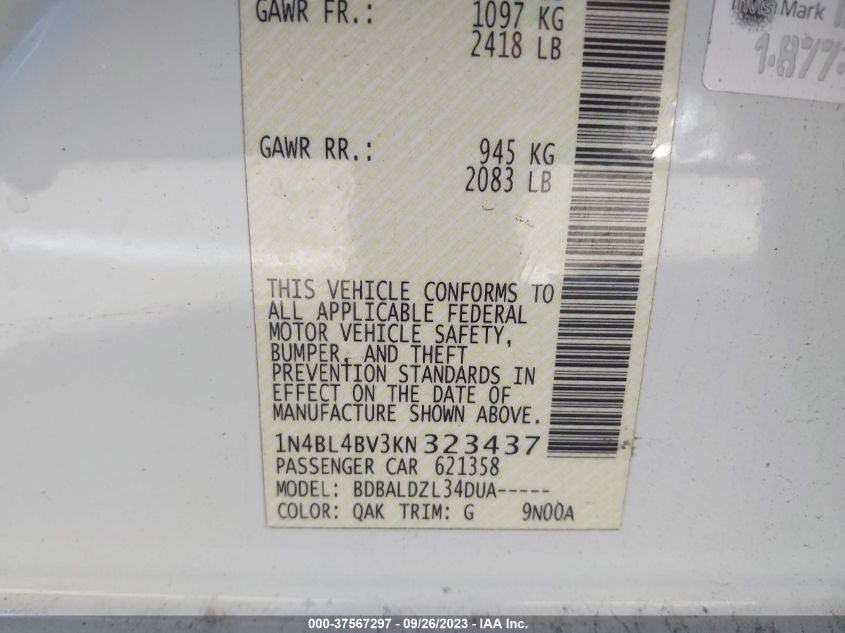 GAWR FR.: 1097 KG
2418 LB
Mark
1-877
GAWR RR.: 945 KG
2083 LB
THIS VEHICLE CONFORMS TO
ALL APPLICABLE FEDERAL
MOTOR VEHICLE SAFETY,
BUMPER, AND THEFT
PREVENTION STANDARDS IN
EFFECT ON THE DATE OF
MANUFACTURE SHOWN ABOVE.
1N4BL4BV3KN323437
PASSENGER CAR 621358
MODEL: BDBALDZL34DUA-----
COLOR: QAK TRIM: G 9N00A
000-37567297 - 09/26/2023 - IAA Inc.